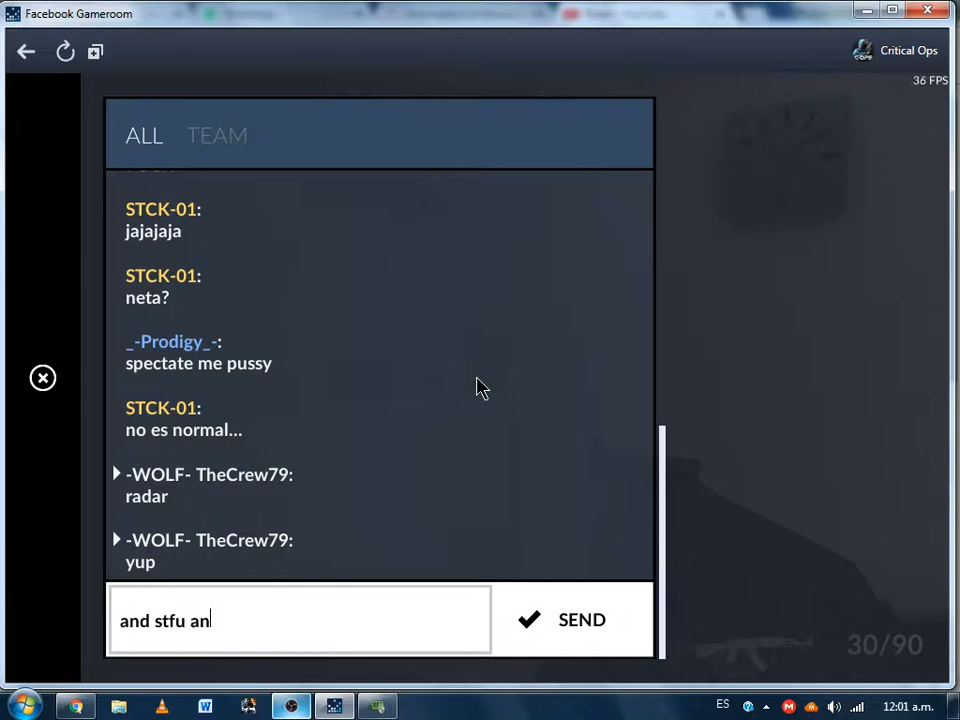 Facebook Gameroom
Critical Ops
36 FPS
ALL TEAM
STCK-01:
jajajaja
STCK-01:
neta?
_-Prodigy_-:
spectate me pussy
STCK-01:
no es normal...
-WOLF- TheCrew79:
radar
-WOLF- TheCrew79:
yup
and stfu an
SEND
30/90
ES
12:01 a.m.